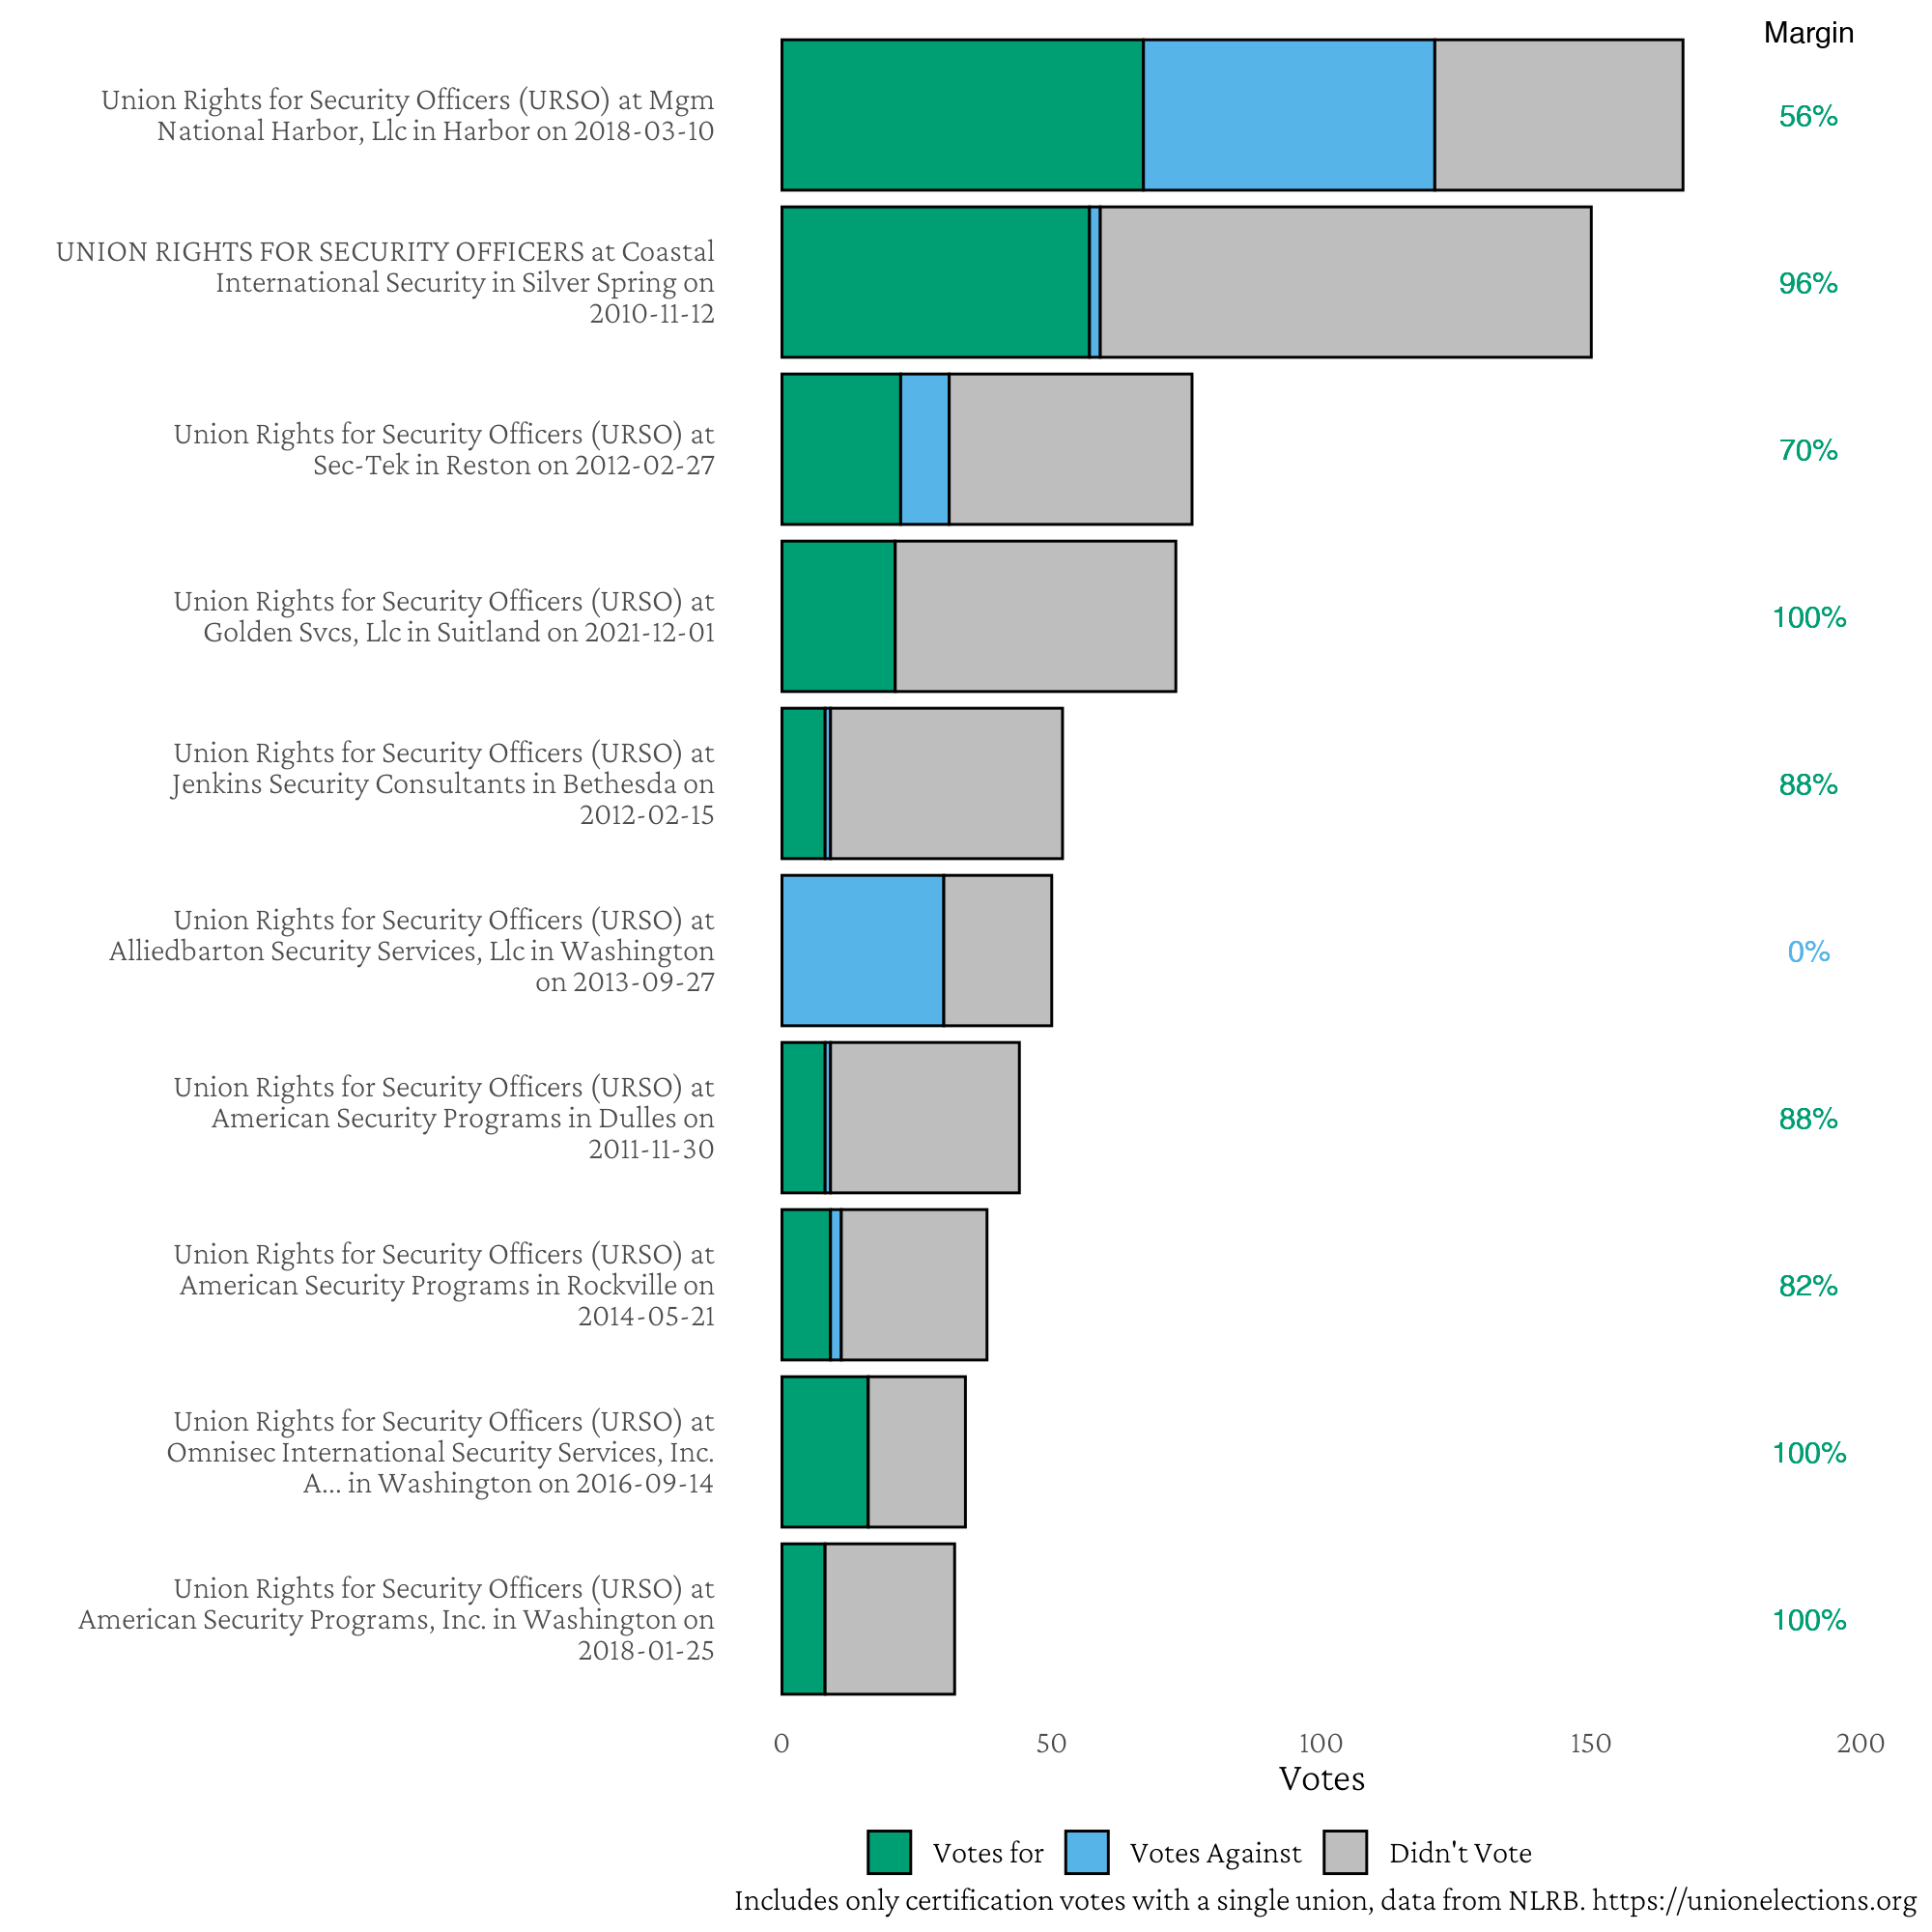 Margin
Union Rights for Security Officers (URSO) at Mgm
National Harbor, Llc in Harbor on 2018-03-10
56%
UNION RIGHTS FOR SECURITY OFFICERS at Coastal
International Security in Silver Spring on
2010-11-12
96%
Union Rights for Security Officers (URSO) at
Sec-Tek in Reston on 2012-02-27
70%
Union Rights for Security Officers (URSO) at
Golden Svcs, Llc in Suitland on 2021-12-01
100%
Union Rights for Security Officers (URSO) at
Jenkins Security Consultants in Bethesda on
2012-02-15
88%
Union Rights for Security Officers (URSO) at
Alliedbarton Security Services, Llc in Washington
on 2013-09-27
0%
Union Rights for Security Officers (URSO) at
American Security Programs in Dulles on
2011-11-30
88%
Union Rights for Security Officers (URSO) at
American Security Programs in Rockville on
2014-05-21
82%
Union Rights for Security Officers (URSO) at
Omnisec International Security Services, Inc.
A... in Washington on 2016-09-14
100%
Union Rights for Security Officers (URSO) at
American Security Programs, Inc. in Washington on
2018-01-25
100%
0 50 100 150 200
Votes
Votes for Votes Against Didn't Vote
Includes only certification votes with a single union, data from NLRB. https://unionelections.org